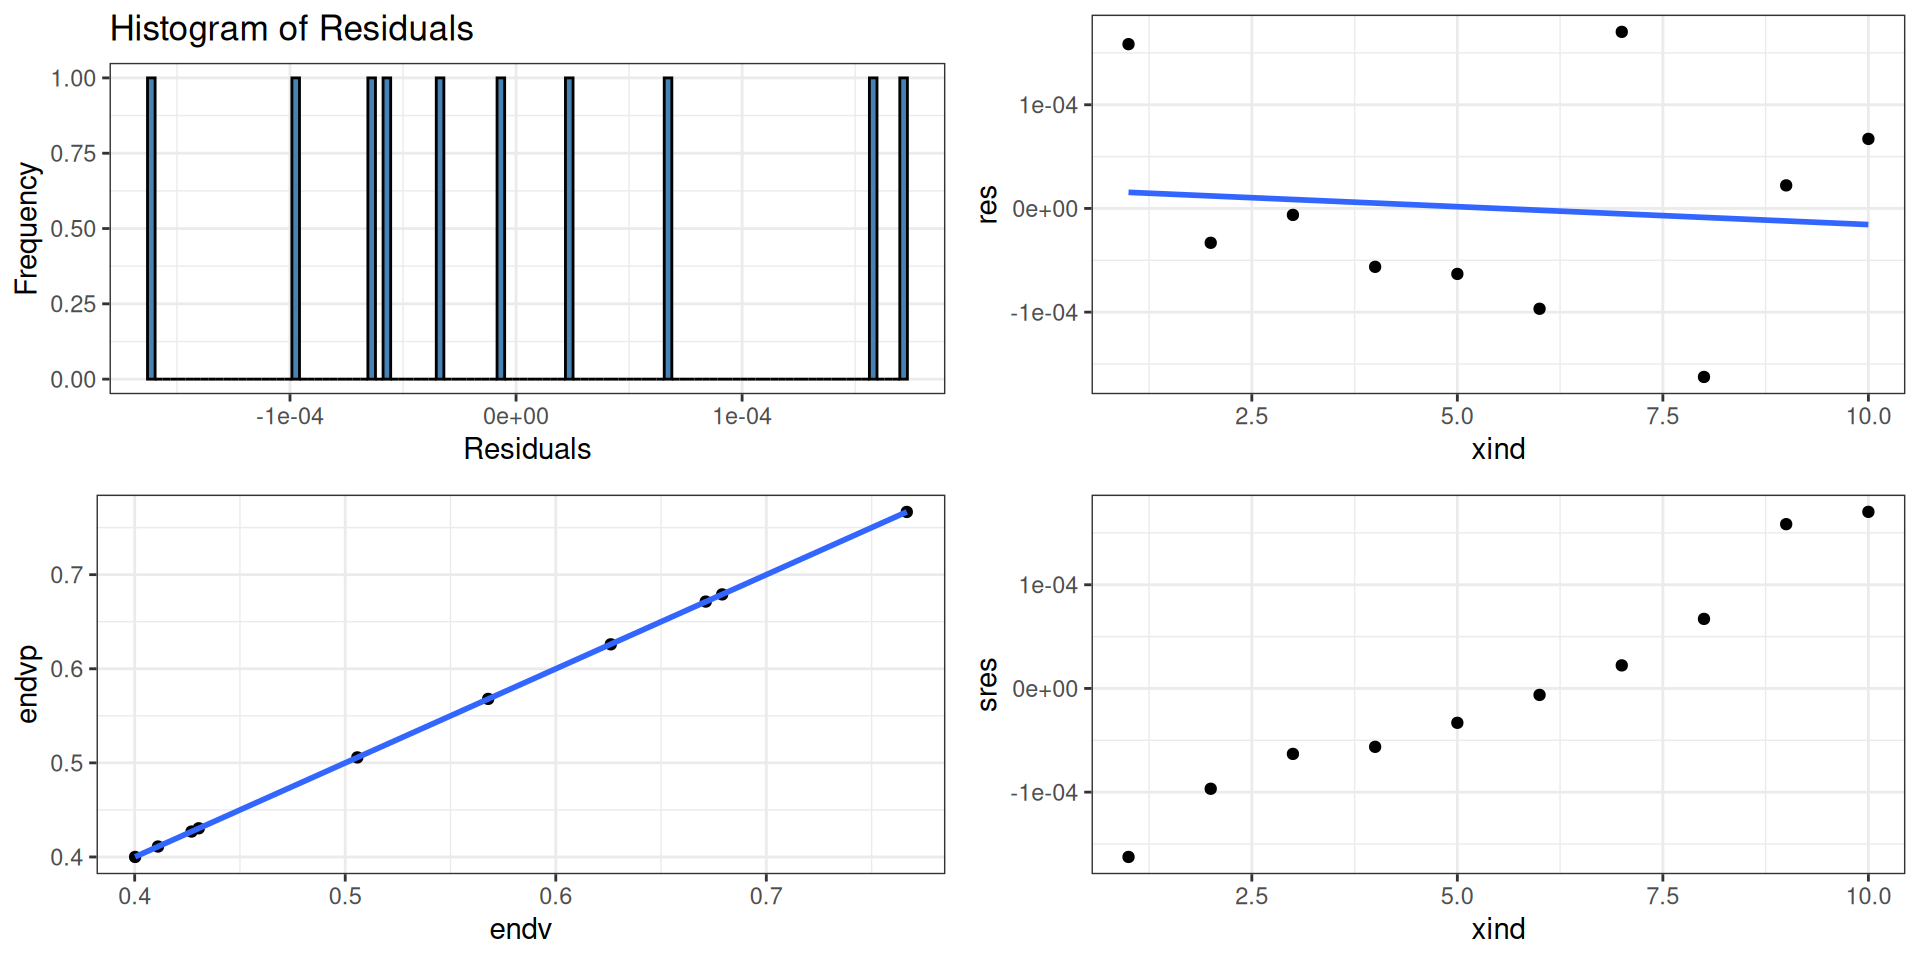 Histogram of Residuals
1.00
0.75
0.50
0.25
0.00
Frequency
-1e-04 0e+00 1e-04
Residuals
1e-04
0e+00
-1e-04
res
2.5 5.0 7.5 10.0
xind
0.7
0.6
0.5
0.4
endvp
0.4 0.5 0.6 0.7
endv
1e-04
0e+00
-1e-04
sres
2.5 5.0 7.5 10.0
xind